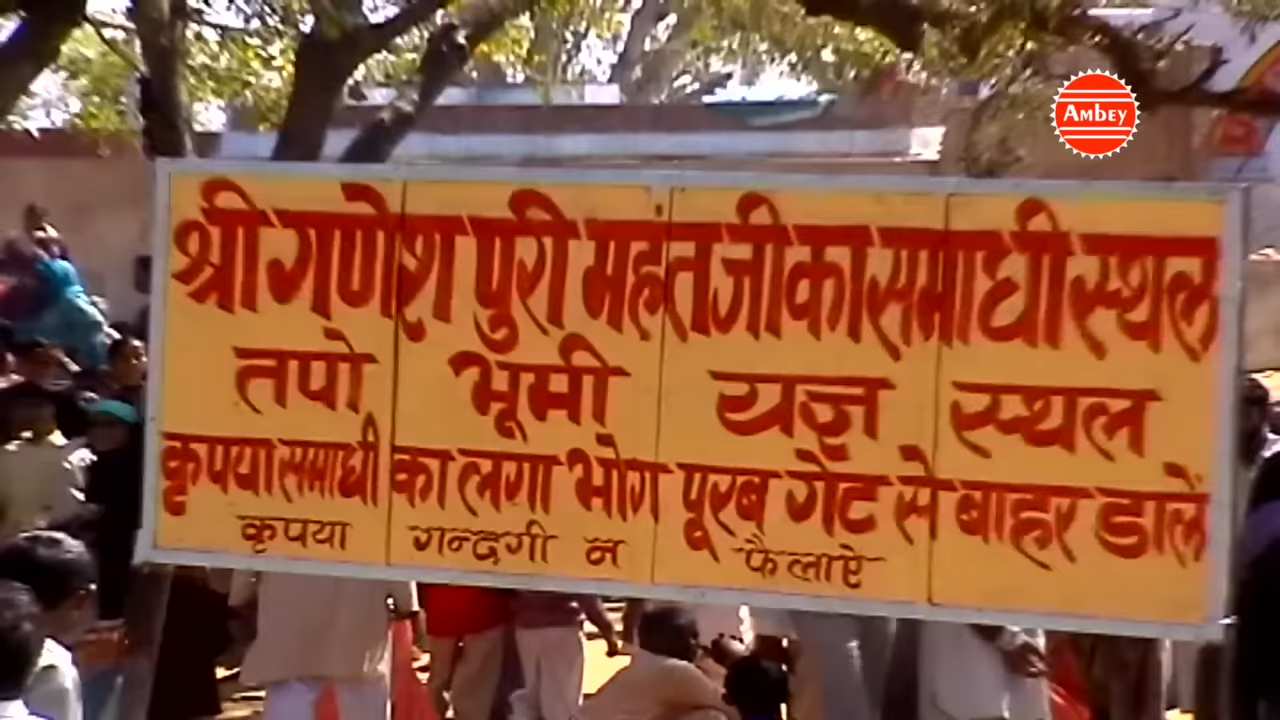 AMBEY
श्री गणेश पुरी महंत जी का समाधी स्थल
तपो भूमी यज्ञ स्थल
कृपया समाधी का लगा भोग पूरब गेट से बाहर डालें
कृपया गन्दगी न फैलाऐ